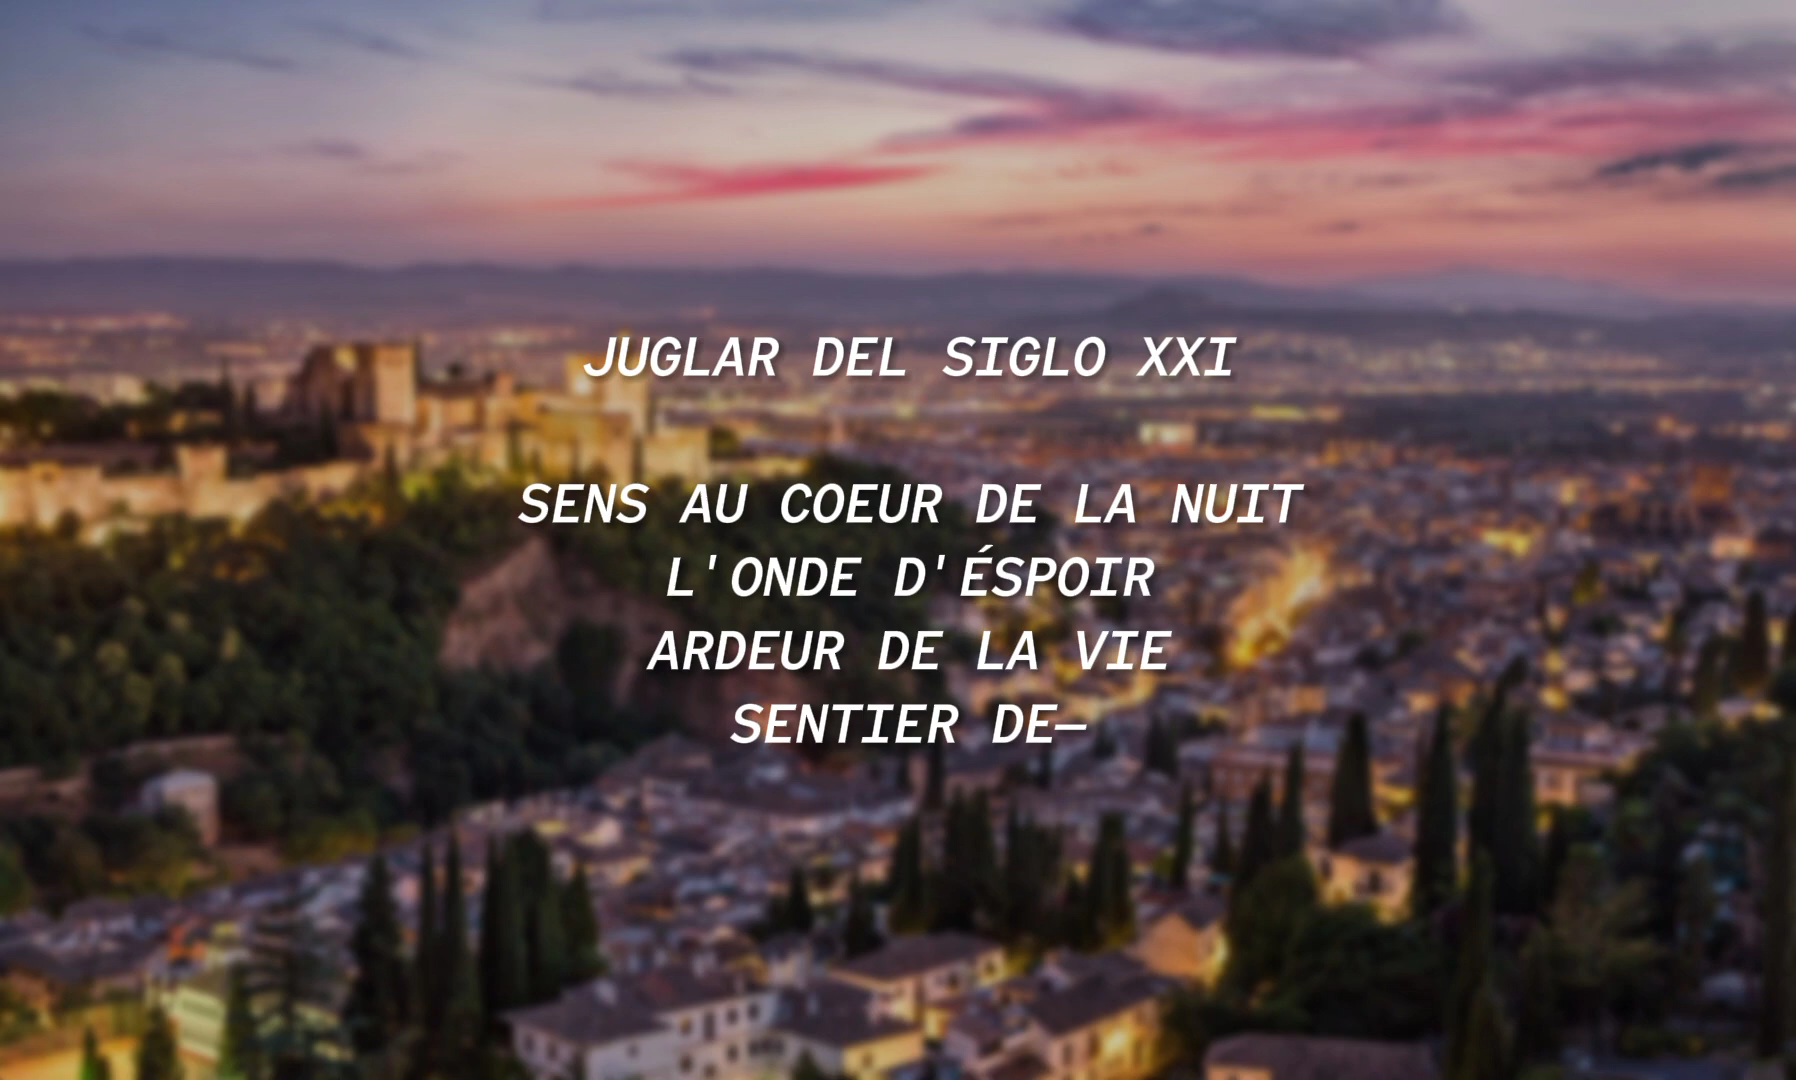 JUGLAR DEL SIGLO XXI
SENS AU COEUR DE LA NUIT
L'ONDE D'ÉSPOIR
ARDEUR DE LA VIE
SENTIER DE—